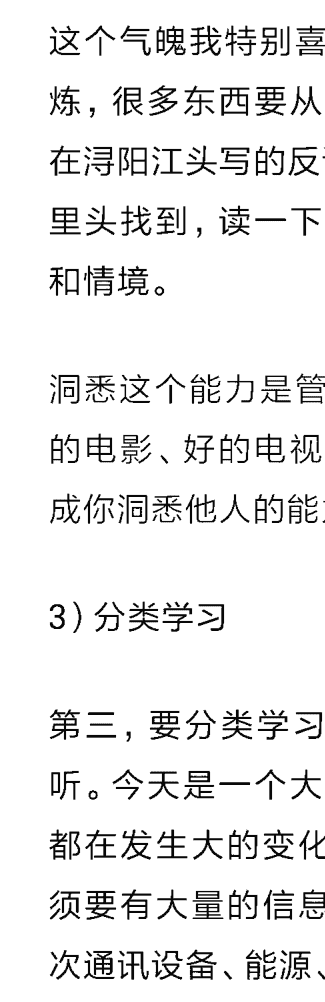 这个气魄我特别喜
炼，很多东西要从
在浔阳江头写的反
里头找到，读一下
和情境。
洞悉这个能力是管
的电影、好的电视
成你洞悉他人的能
3）分类学习
第三，要分类学习
听。今天是一个大
都在发生大的变化
须要有大量的信息
次通讯设备、能源、